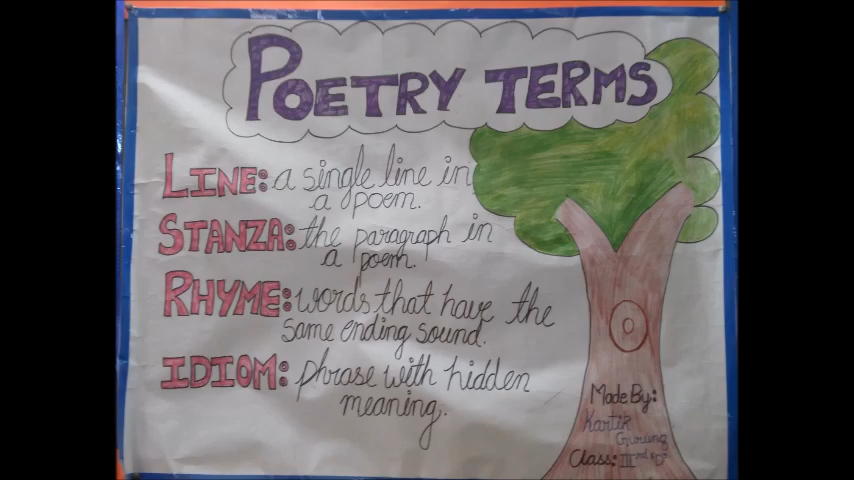 POETRY TERMS
LINE: a single line in
a poem.
STANZA: the paragraph in
a poem.
RHYME: words that have the
same ending sound.
IDIOM: phrase with hidden
meaning.
Made By:
Kartik
Gurung
Class: III rd "D"